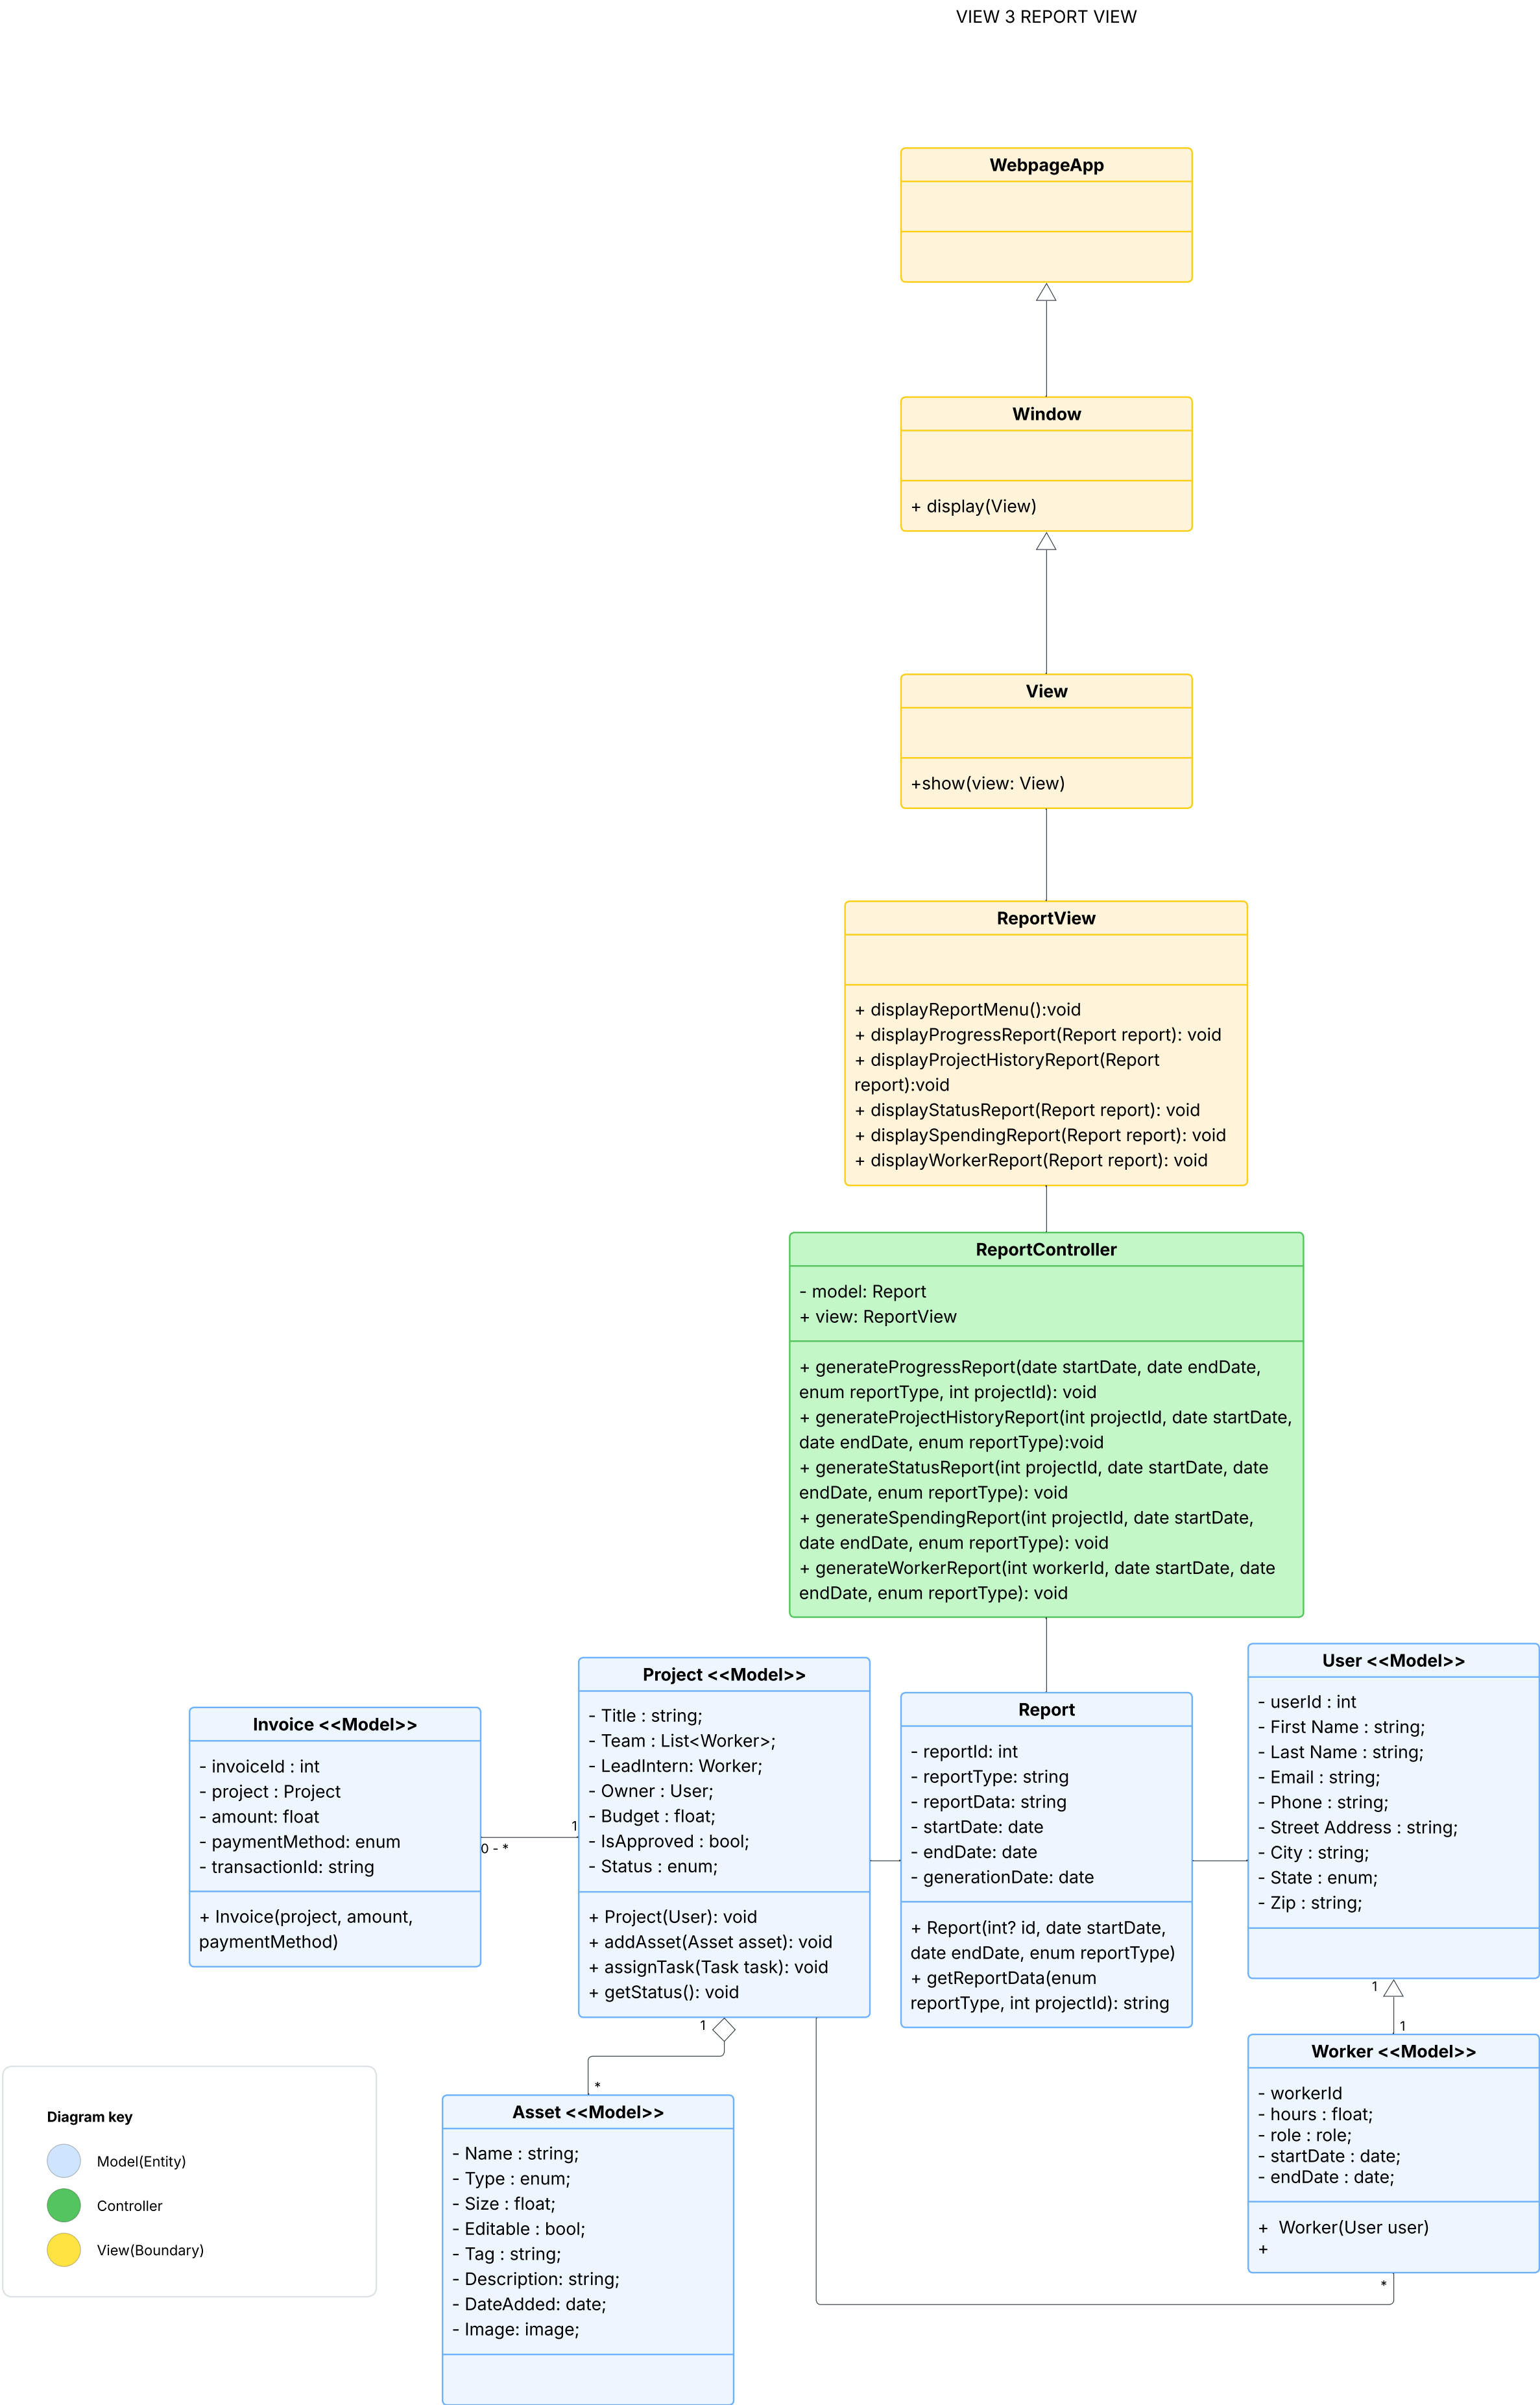 VIEW 3 REPORT VIEW
WebpageApp
Window
+ display(View)
View
+show(view: View)
ReportView
+ displayReportMenu():void
+ displayProgressReport(Report report): void
+ displayProjectHistoryReport(Report
report):void
+ displayStatusReport(Report report): void
+ displaySpendingReport(Report report): void
+ displayWorkerReport(Report report): void
ReportController
- model: Report
+ view: ReportView
+ generateProgressReport(date startDate, date endDate,
enum reportType, int projectId): void
+ generateProjectHistoryReport(int projectId, date startDate,
date endDate, enum reportType):void
+ generateStatusReport(int projectId, date startDate, date
endDate, enum reportType): void
+ generateSpendingReport(int projectId, date startDate,
date endDate, enum reportType): void
+ generateWorkerReport(int workerId, date startDate, date
endDate, enum reportType): void
Invoice <<Model>>
- invoiceId : int
- project : Project
- amount: float
- paymentMethod: enum
- transactionId: string
+ Invoice(project, amount,
paymentMethod)
0 - *
1
Project <<Model>>
- Title : string;
- Team : List<Worker>;
- LeadIntern: Worker;
- Owner : User;
- Budget : float;
- IsApproved : bool;
- Status : enum;
+ Project(User): void
+ addAsset(Asset asset): void
+ assignTask(Task task): void
+ getStatus(): void
1
*
Report
- reportId: int
- reportType: string
- reportData: string
- startDate: date
- endDate: date
- generationDate: date
+ Report(int? id, date startDate,
date endDate, enum reportType)
+ getReportData(enum
reportType, int projectId): string
User <<Model>>
- userId : int
- First Name : string;
- Last Name : string;
- Email : string;
- Phone : string;
- Street Address : string;
- City : string;
- State : enum;
- Zip : string;
1
1
Worker <<Model>>
- workerId
- hours : float;
- role : role;
- startDate : date;
- endDate : date;
+  Worker(User user)
+
*
Asset <<Model>>
- Name : string;
- Type : enum;
- Size : float;
- Editable : bool;
- Tag : string;
- Description: string;
- DateAdded: date;
- Image: image;
Diagram key
Model(Entity)
Controller
View(Boundary)